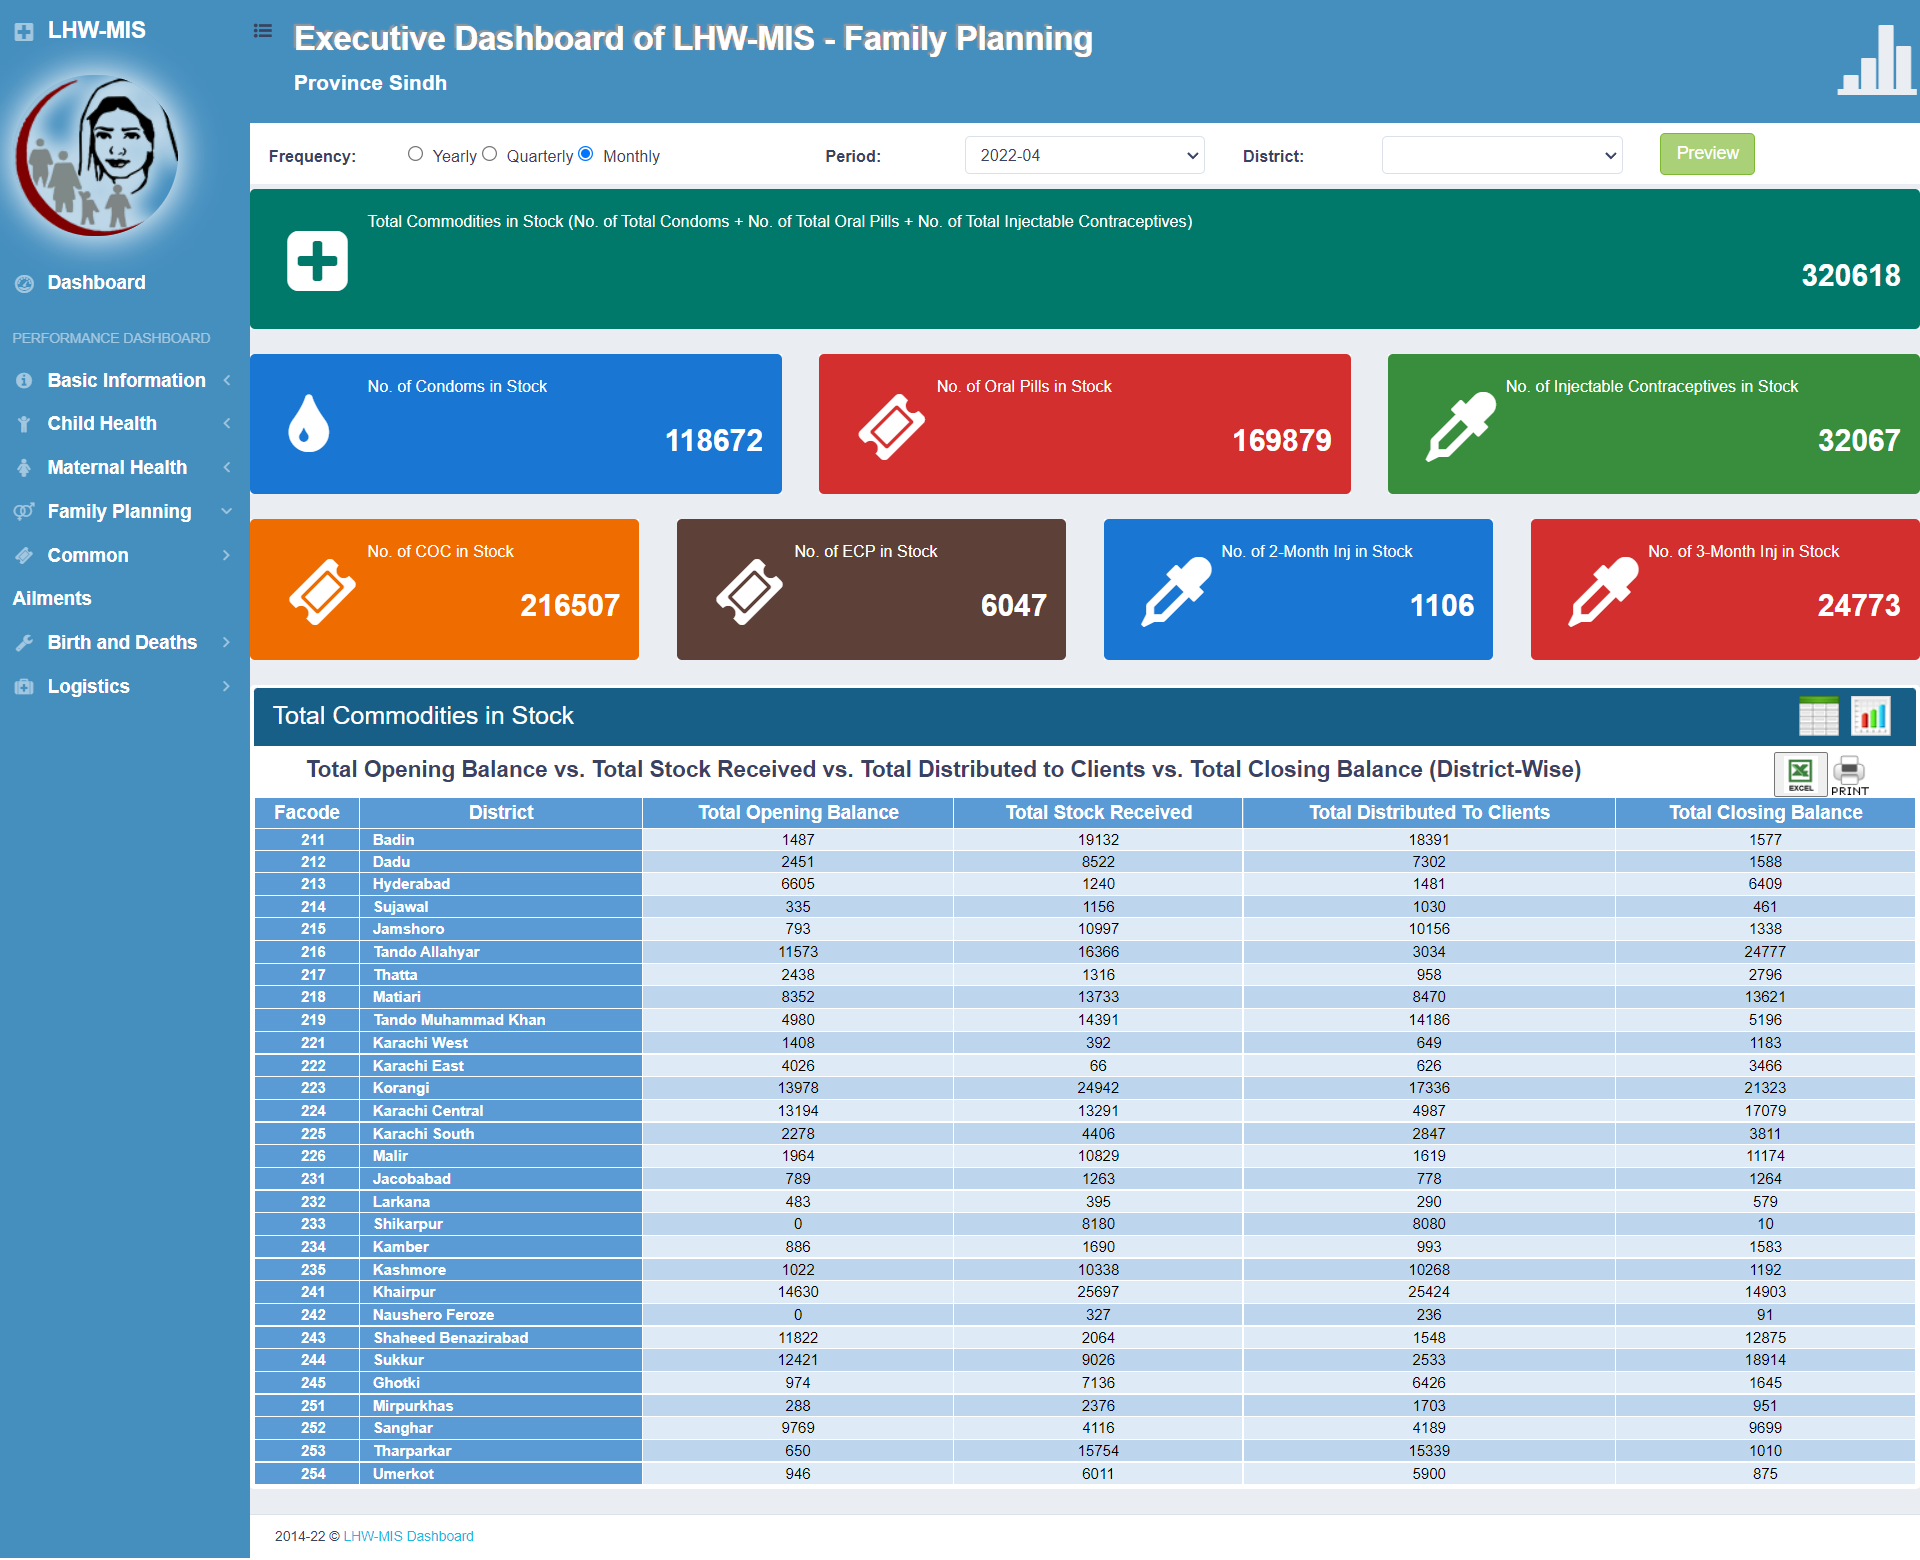 LHW-MIS
Executive Dashboard of LHW-MIS - Family Planning
Province Sindh
Dashboard
PERFORMANCE DASHBOARD
Basic Information
Child Health
Maternal Health
Family Planning
Common
Ailments
Birth and Deaths
Logistics
Frequency: Yearly Quarterly Monthly Period: 2022-04 District: Preview
Total Commodities in Stock (No. of Total Condoms + No. of Total Oral Pills + No. of Total Injectable Contraceptives)
320618
No. of Condoms in Stock
118672
No. of Oral Pills in Stock
169879
No. of Injectable Contraceptives in Stock
32067
No. of COC in Stock
216507
No. of ECP in Stock
6047
No. of 2-Month Inj in Stock
1106
No. of 3-Month Inj in Stock
24773
Total Commodities in Stock
Total Opening Balance vs. Total Stock Received vs. Total Distributed to Clients vs. Total Closing Balance (District-Wise)
EXCEL
PRINT
Facode District Total Opening Balance Total Stock Received Total Distributed To Clients Total Closing Balance
211 Badin 1487 19132 18391 1577
212 Dadu 2451 8522 7302 1588
213 Hyderabad 6605 1240 1481 6409
214 Sujawal 335 1156 1030 461
215 Jamshoro 793 10997 10156 1338
216 Tando Allahyar 11573 16366 3034 24777
217 Thatta 2438 1316 958 2796
218 Matiari 8352 13733 8470 13621
219 Tando Muhammad Khan 4980 14391 14186 5196
221 Karachi West 1408 392 649 1183
222 Karachi East 4026 66 626 3466
223 Korangi 13978 24942 17336 21323
224 Karachi Central 13194 13291 4987 17079
225 Karachi South 2278 4406 2847 3811
226 Malir 1964 10829 1619 11174
231 Jacobabad 789 1263 778 1264
232 Larkana 483 395 290 579
233 Shikarpur 0 8180 8080 10
234 Kamber 886 1690 993 1583
235 Kashmore 1022 10338 10268 1192
241 Khairpur 14630 25697 25424 14903
242 Naushero Feroze 0 327 236 91
243 Shaheed Benazirabad 11822 2064 1548 12875
244 Sukkur 12421 9026 2533 18914
245 Ghotki 974 7136 6426 1645
251 Mirpurkhas 288 2376 1703 951
252 Sanghar 9769 4116 4189 9699
253 Tharparkar 650 15754 15339 1010
254 Umerkot 946 6011 5900 875
2014-22 © LHW-MIS Dashboard